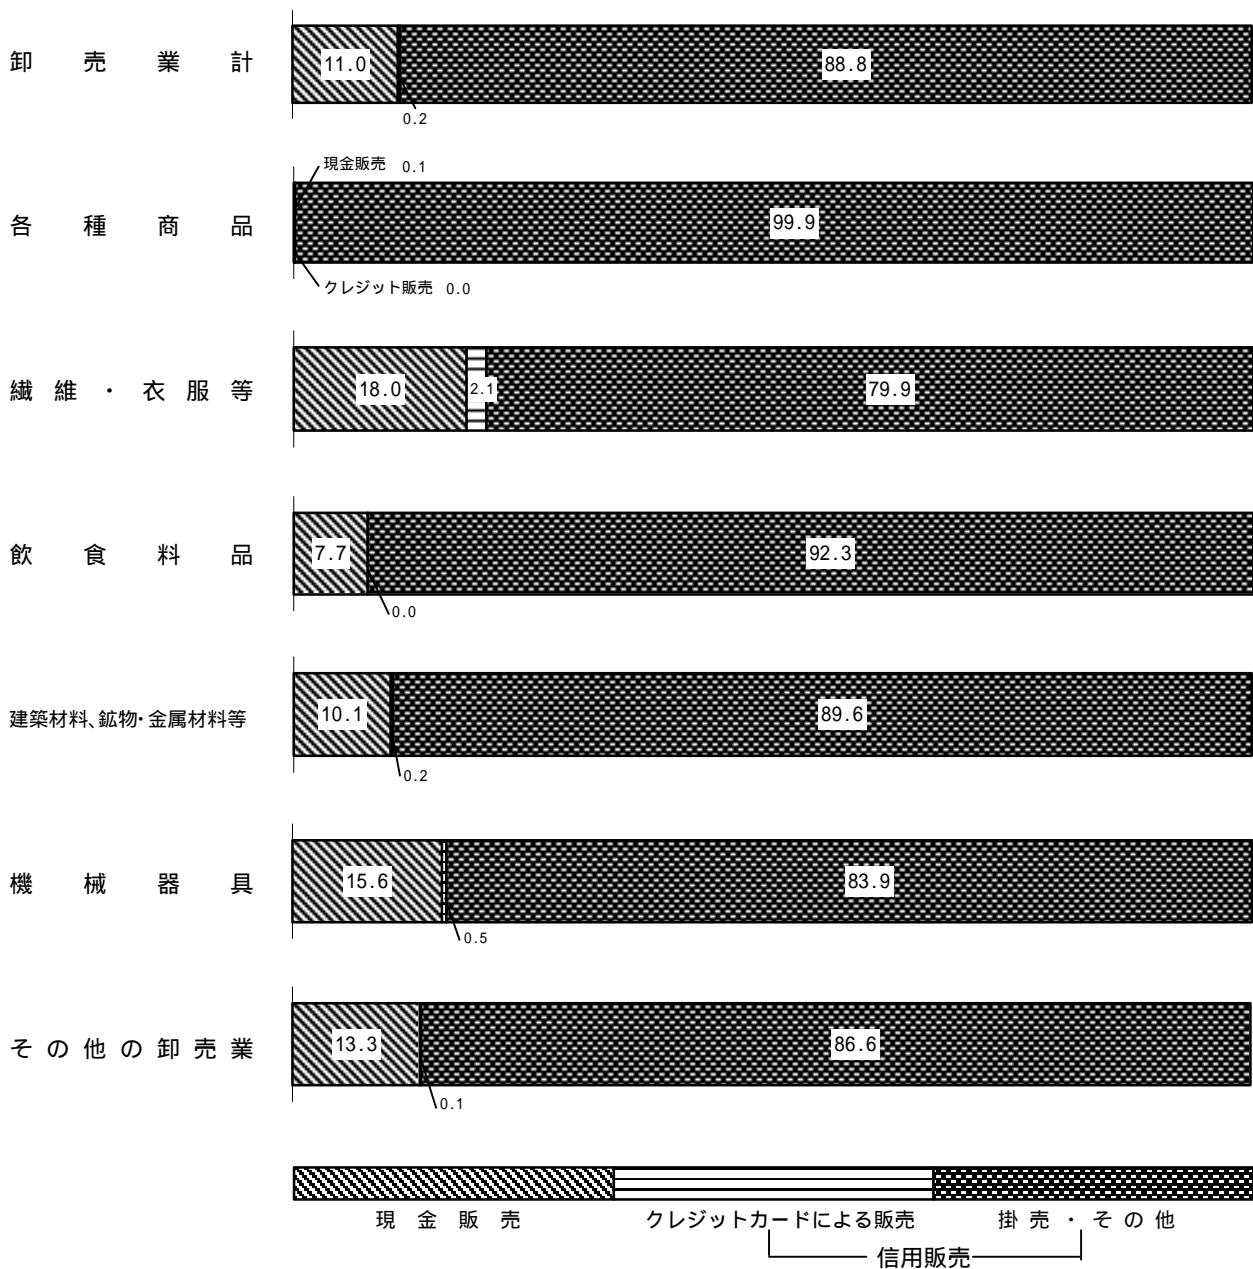 卸売業計 11.0 88.8
0.2
現金販売 0.1
各種商品 99.9
クレジット販売 0.0
繊維・衣服等 18.0 2.1 79.9
飲食料品 7.7 92.3
0.0
建築材料、鉱物・金属材料等 10.1 89.6
0.2
機械器具 15.6 83.9
0.5
その他の卸売業 13.3 86.6
0.1
現金販売 クレジットカードによる販売 掛売・その他
信用販売